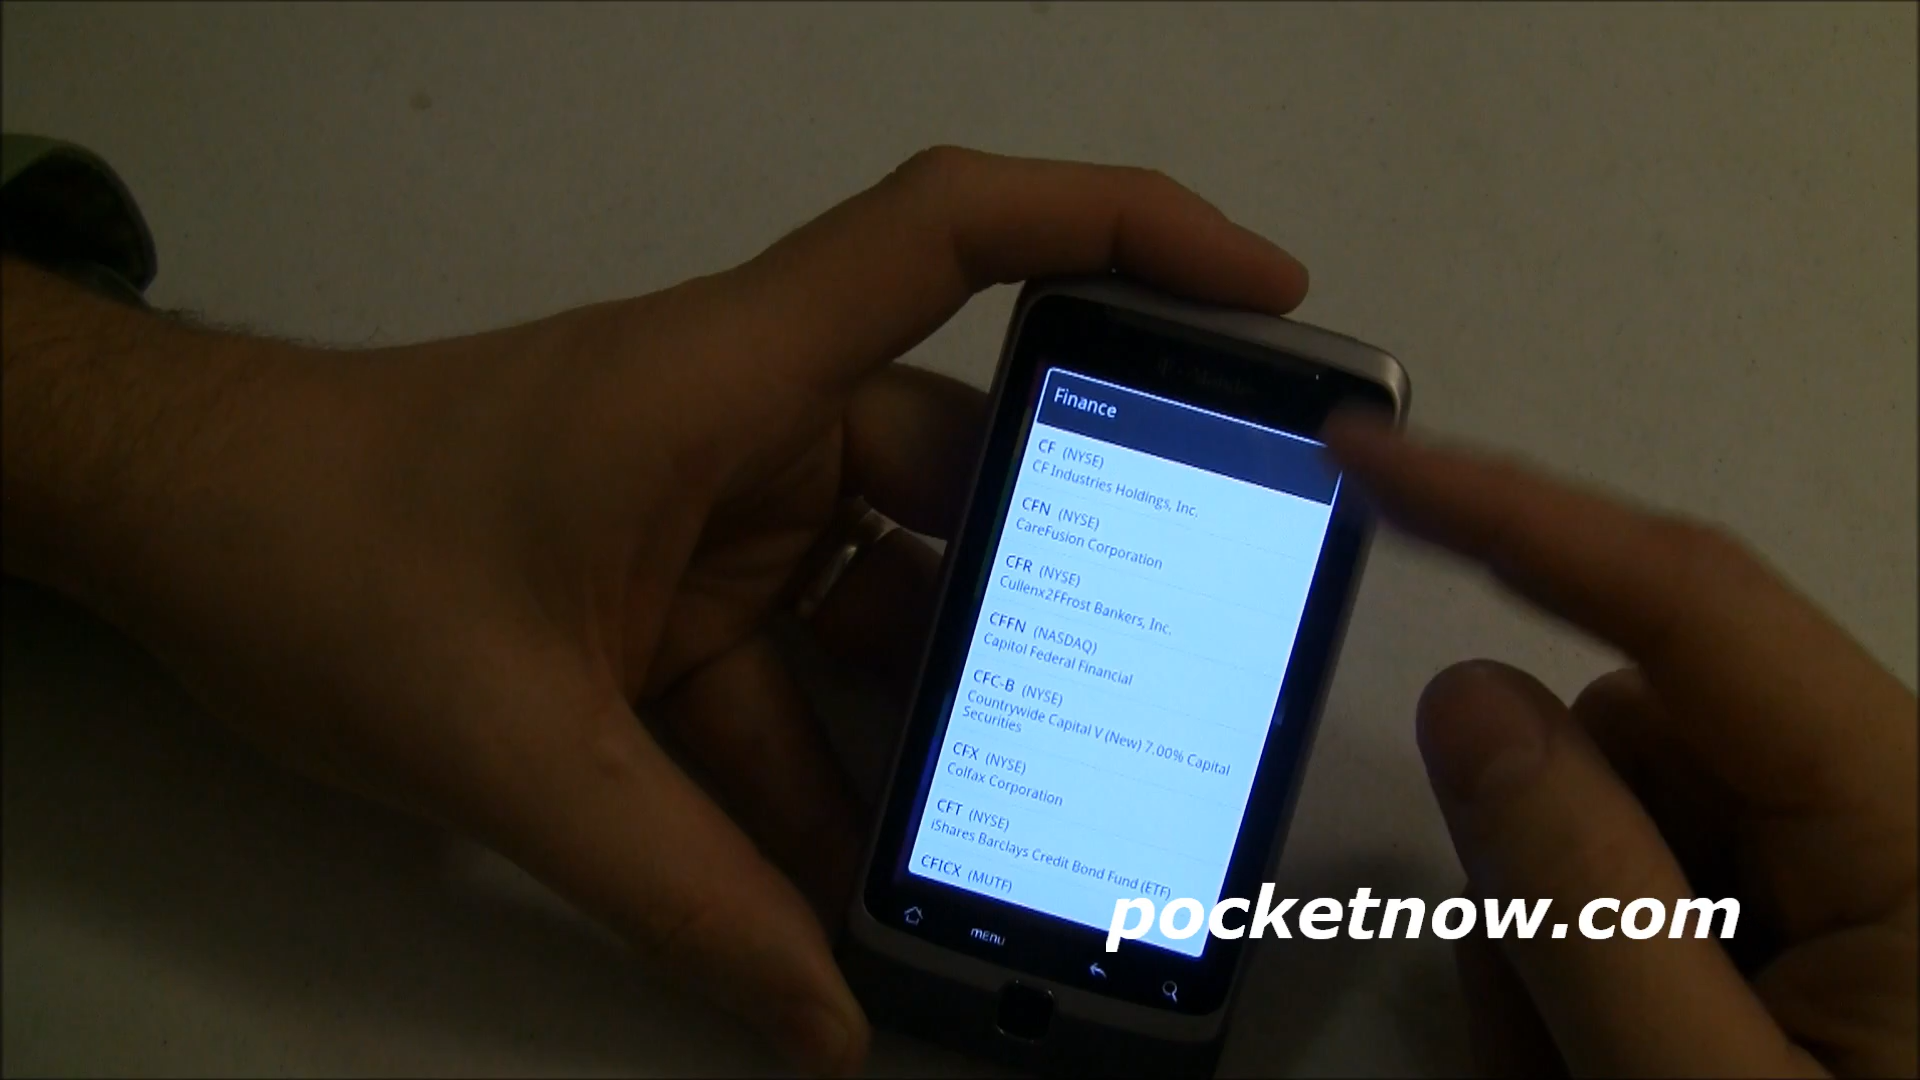 Finance
CF (NYSE)
CF Industries Holdings, Inc.
CFN (NYSE)
CareFusion Corporation
CFR (NYSE)
Cullenx2FFrost Bankers, Inc.
CFFN (NASDAQ)
Capitol Federal Financial
CFC-B (NYSE)
Countrywide Capital V (New) 7.00% Capital
Securities
CFX (NYSE)
Colfax Corporation
CFT (NYSE)
iShares Barclays Credit Bond Fund (ETF)
CFICX (MUTF)
menu
pocketnow.com